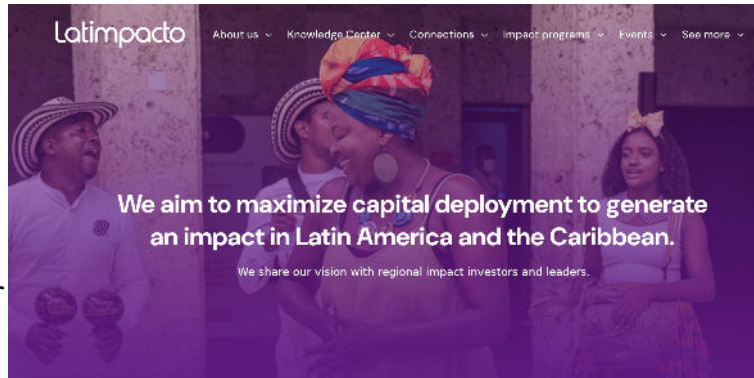 Latimpacto
About us Knowledge Center Connections Impact programs Events See more
We aim to maximize capital deployment to generate
an impact in Latin America and the Caribbean.
We share our vision with regional impact investors and leaders.